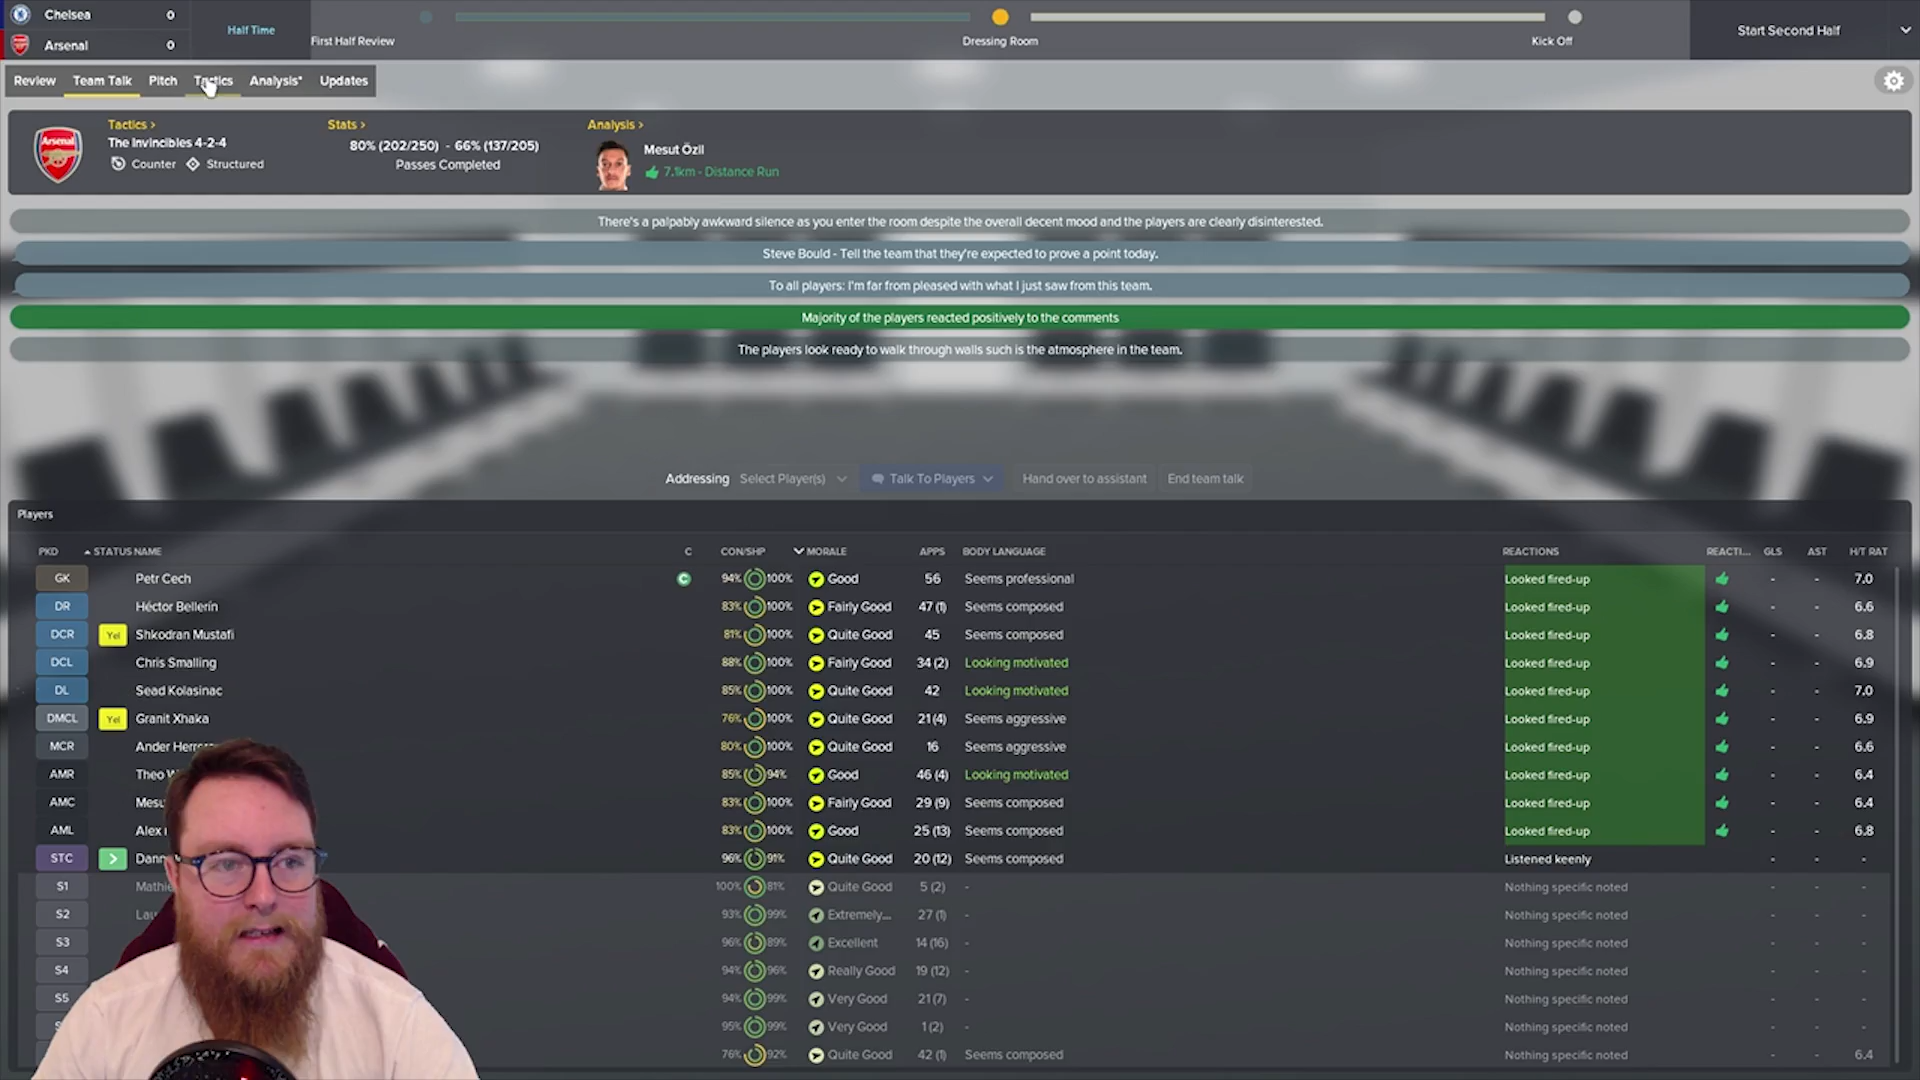 Chelsea 0
Half Time
Arsenal 0
First Half Review
Dressing Room
Kick Off
Start Second Half
Review Team Talk Pitch Tactics Analysis* Updates
Arsenal
Tactics >
The Invincibles 4-2-4
Counter Structured
Stats >
80% (202/250) - 66% (137/205)
Passes Completed
Analysis >
Mesut Özil
7.1km - Distance Run
There's a palpably awkward silence as you enter the room despite the overall decent mood and the players are clearly disinterested.
Steve Bould - Tell the team that they're expected to prove a point today.
To all players: I'm far from pleased with what I just saw from this team.
Majority of the players reacted positively to the comments
The players look ready to walk through walls such is the atmosphere in the team.
Addressing Select Player(s) Talk To Players Hand over to assistant End team talk
Players
PKD STATUS NAME C CON/SHP MORALE APPS BODY LANGUAGE REACTIONS REACTI... GLS AST H/T RAT
GK Petr Cech C 94% 100% Good 56 Seems professional Looked fired-up - - 7.0
DR Héctor Bellerín 83% 100% Fairly Good 47 (1) Seems composed Looked fired-up - - 6.6
DCR Yel Shkodran Mustafi 81% 100% Quite Good 45 Seems composed Looked fired-up - - 6.8
DCL Chris Smalling 88% 100% Fairly Good 34 (2) Looking motivated Looked fired-up - - 6.9
DL Sead Kolasinac 85% 100% Quite Good 42 Looking motivated Looked fired-up - - 7.0
DMCL Yel Granit Xhaka 76% 100% Quite Good 21 (4) Seems aggressive Looked fired-up - - 6.9
MCR Ander 80% 100% Quite Good 16 Seems aggressive Looked fired-up - - 6.6
AMR Theo 85% 94% Good 46 (4) Looking motivated Looked fired-up - - 6.4
AMC 83% 100% Fairly Good 29 (9) Seems composed Looked fired-up - - 6.4
AML Alex 83% 100% Good 25 (13) Seems composed Looked fired-up - - 6.8
STC 96% 91% Quite Good 20 (12) Seems composed Listened keenly - - -
S1 100% 81% Quite Good 5 (2) - Nothing specific noted - - -
S2 93% 99% Extremely... 27 (1) - Nothing specific noted - - -
S3 96% 89% Excellent 14 (16) - Nothing specific noted - - -
S4 94% 96% Really Good 19 (12) - Nothing specific noted - - -
S5 94% 99% Very Good 21 (7) - Nothing specific noted - - -
95% 99% Very Good 1 (2) - Nothing specific noted - - -
76% 92% Quite Good 42 (1) Seems composed Nothing specific noted - - 6.4